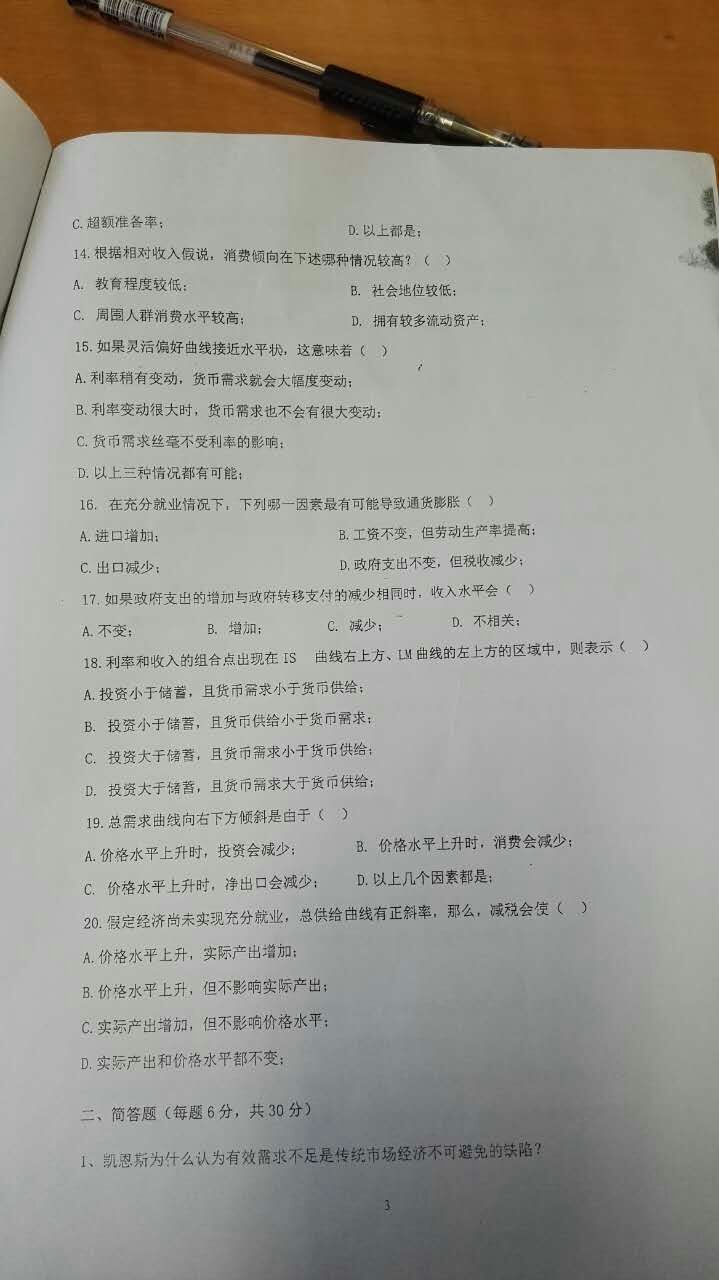 C.超额准备率; D.以上都是;
14.根据相对收入假说，消费倾向在下述哪种情况较高?（ ）
A. 教育程度较低; B. 社会地位较低;
C. 周围人群消费水平较高; D. 拥有较多流动资产;
15.如果灵活偏好曲线接近水平状，这意味着（ ）
A.利率稍有变动，货币需求就会大幅度变动;
B.利率变动很大时，货币需求也不会有很大变动;
C.货币需求丝毫不受利率的影响;
D.以上三种情况都有可能;
16. 在充分就业情况下，下列哪一因素最有可能导致通货膨胀（ ）
A.进口增加; B.工资不变，但劳动生产率提高;
C.出口减少; D.政府支出不变，但税收减少;
17.如果政府支出的增加与政府转移支付的减少相同时，收入水平会（ ）
A.不变; B. 增加; C. 减少; D. 不相关;
18.利率和收入的组合点出现在 IS 曲线右上方、LM 曲线的左上方的区域中，则表示（ ）
A.投资小于储蓄，且货币需求小于货币供给;
B. 投资小于储蓄，且货币供给小于货币需求;
C. 投资大于储蓄，且货币需求小于货币供给;
D. 投资大于储蓄，且货币需求大于货币供给;
19.总需求曲线向右下方倾斜是由于（ ）
A.价格水平上升时，投资会减少; B. 价格水平上升时，消费会减少;
C. 价格水平上升时，净出口会减少; D.以上几个因素都是;
20.假定经济尚未实现充分就业，总供给曲线有正斜率，那么，减税会使（ ）
A.价格水平上升，实际产出增加;
B.价格水平上升，但不影响实际产出;
C.实际产出增加，但不影响价格水平;
D.实际产出和价格水平都不变;
二、简答题（每题 6 分，共 30 分）
1、凯恩斯为什么认为有效需求不足是传统市场经济不可避免的缺陷?
3